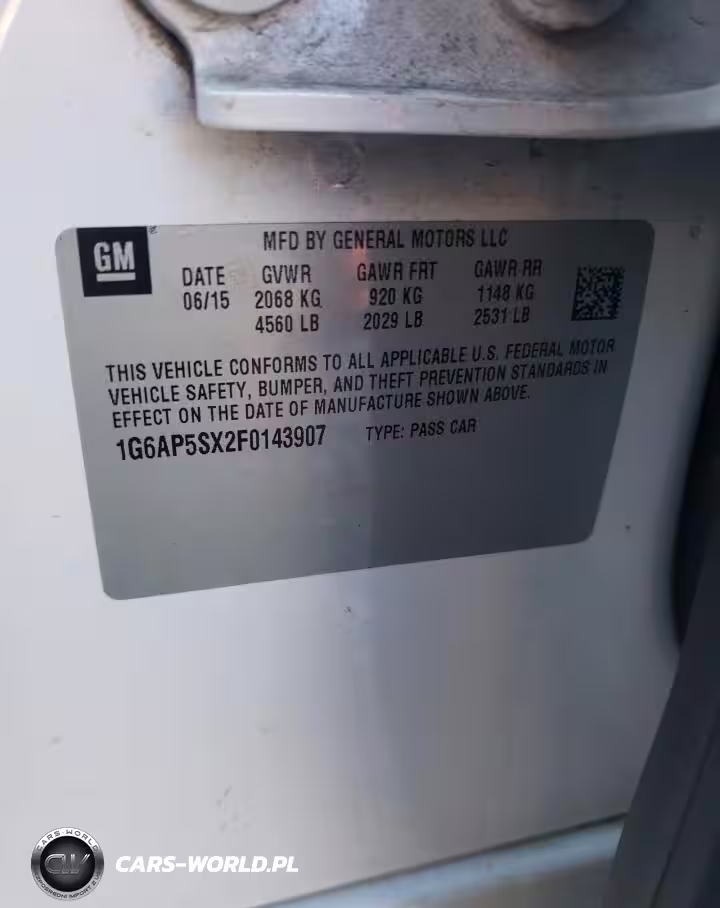 GM
MFD BY GENERAL MOTORS LLC
DATE GVWR GAWR FRT GAWR RR
06/15 2068 KG 920 KG 1148 KG
4560 LB 2029 LB 2531 LB
THIS VEHICLE CONFORMS TO ALL APPLICABLE U.S. FEDERAL MOTOR
VEHICLE SAFETY, BUMPER, AND THEFT PREVENTION STANDARDS IN
EFFECT ON THE DATE OF MANUFACTURE SHOWN ABOVE.
1G6AP5SX2F0143907 TYPE: PASS CAR
CARS-WORLD
CW
CARS-WORLD.PL